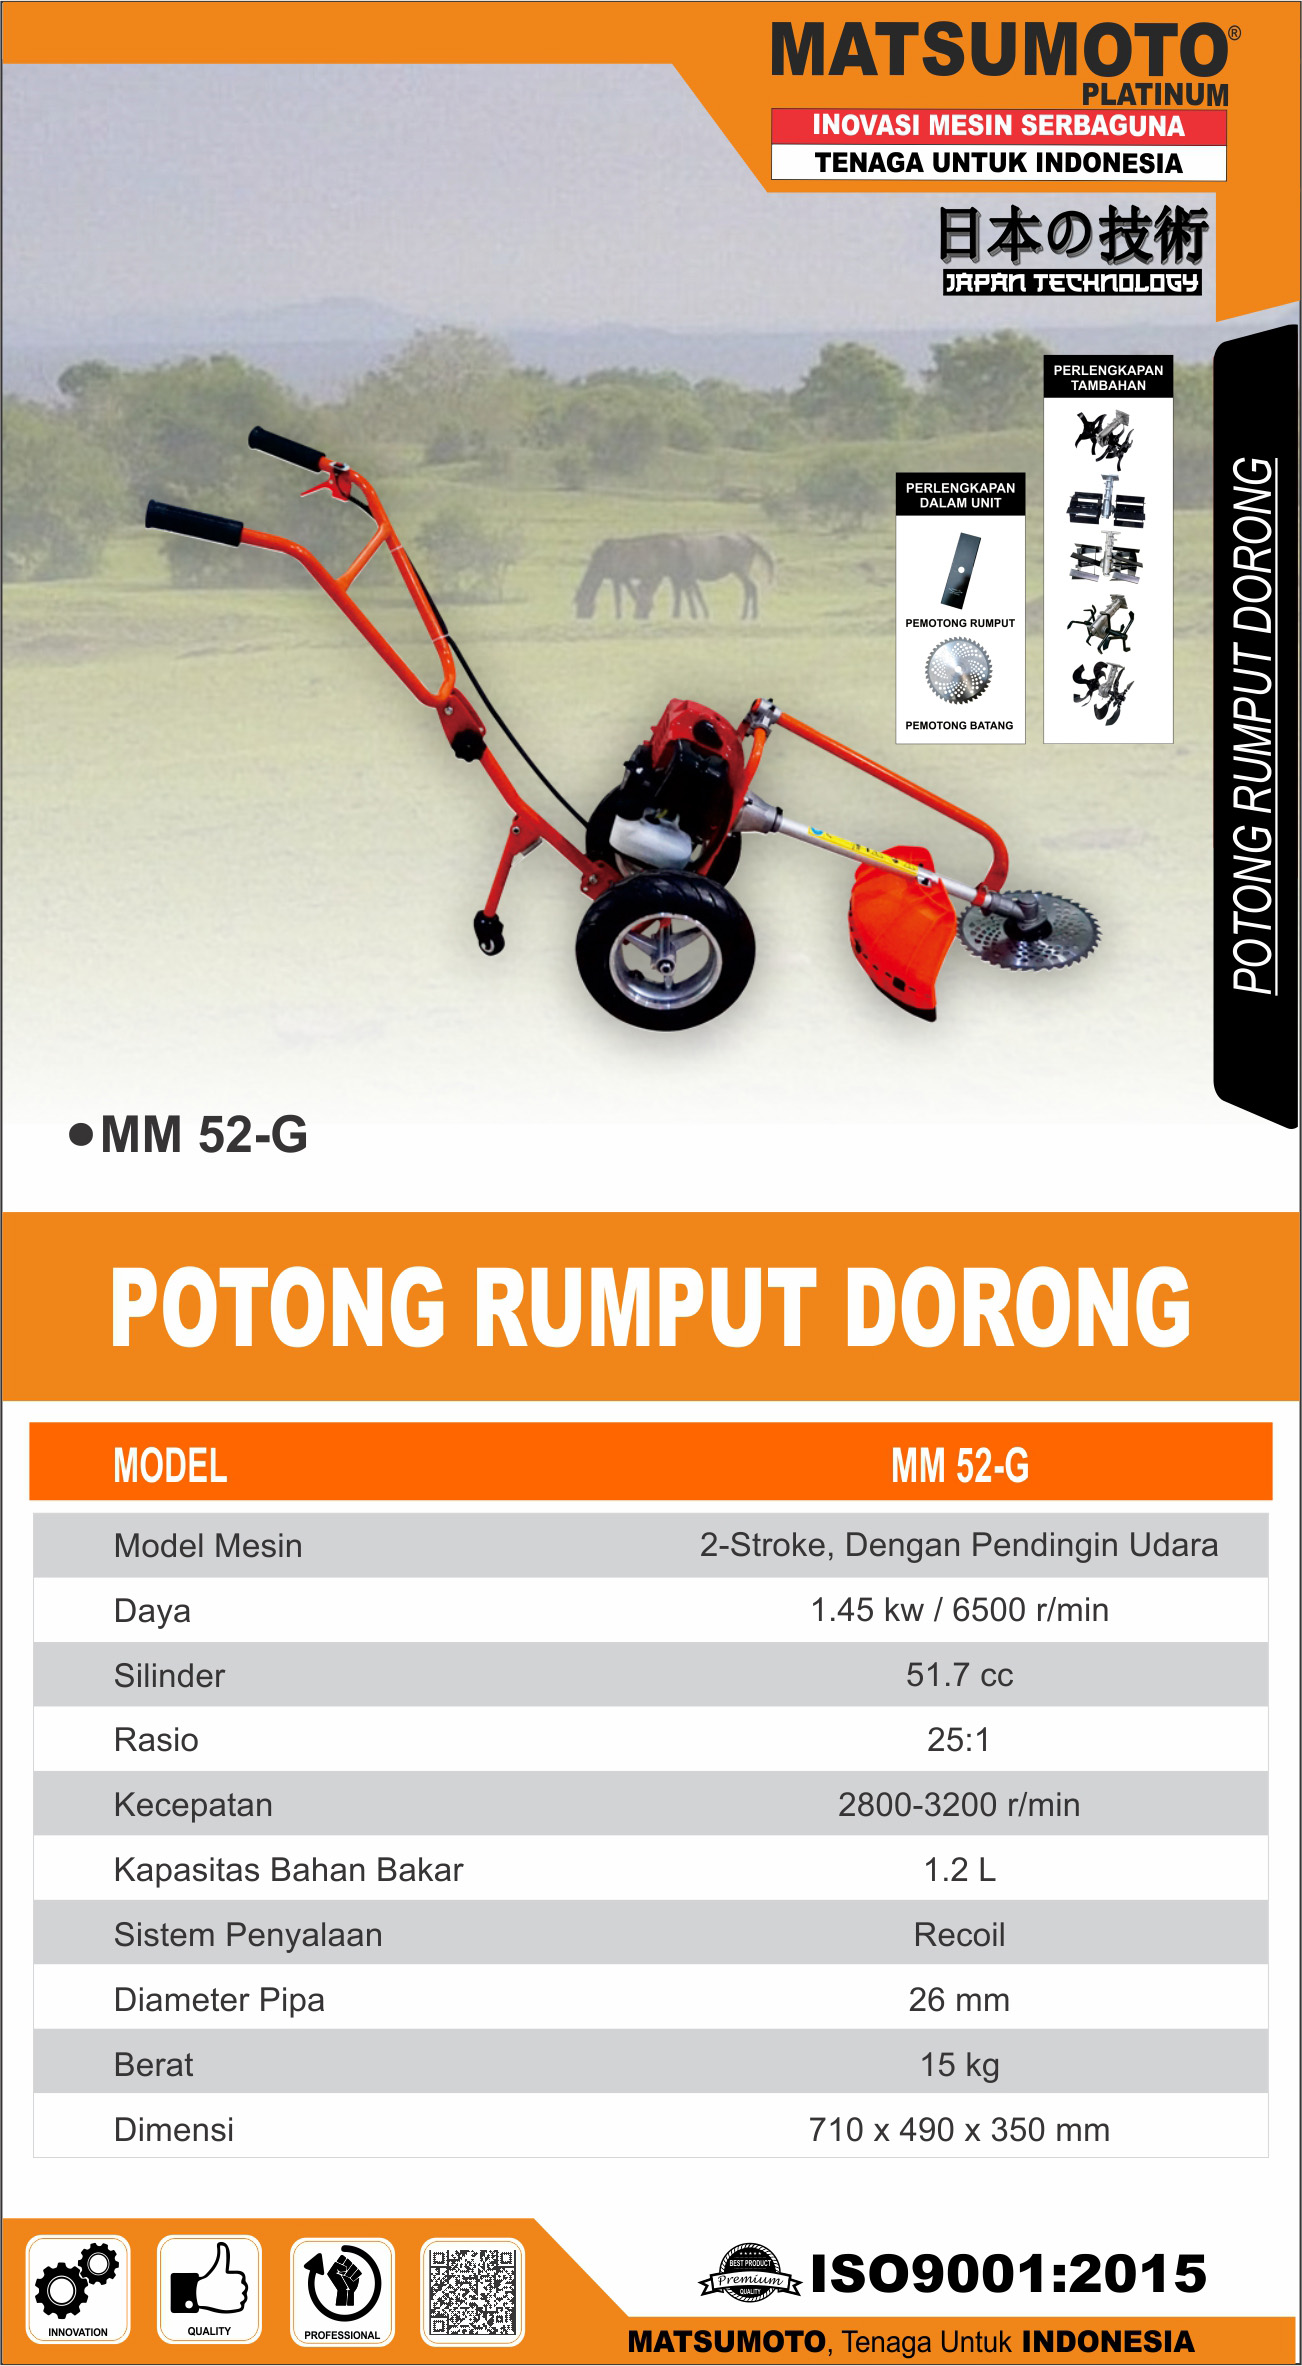 MATSUMOTO®
PLATINUM
INOVASI MESIN SERBAGUNA
TENAGA UNTUK INDONESIA
日本の技術
JAPAN TECHNOLOGY
PERLENGKAPAN
TAMBAHAN
PERLENGKAPAN
DALAM UNIT
PEMOTONG RUMPUT
PEMOTONG BATANG
POTONG RUMPUT DORONG
●MM 52-G
POTONG RUMPUT DORONG
MODEL MM 52-G
Model Mesin 2-Stroke, Dengan Pendingin Udara
Daya 1.45 kw / 6500 r/min
Silinder 51.7 cc
Rasio 25:1
Kecepatan 2800-3200 r/min
Kapasitas Bahan Bakar 1.2 L
Sistem Penyalaan Recoil
Diameter Pipa 26 mm
Berat 15 kg
Dimensi 710 x 490 x 350 mm
INNOVATION
QUALITY
PROFESSIONAL
BEST PRODUCT
Premium
QUALITY
ISO9001:2015
MATSUMOTO, Tenaga Untuk INDONESIA